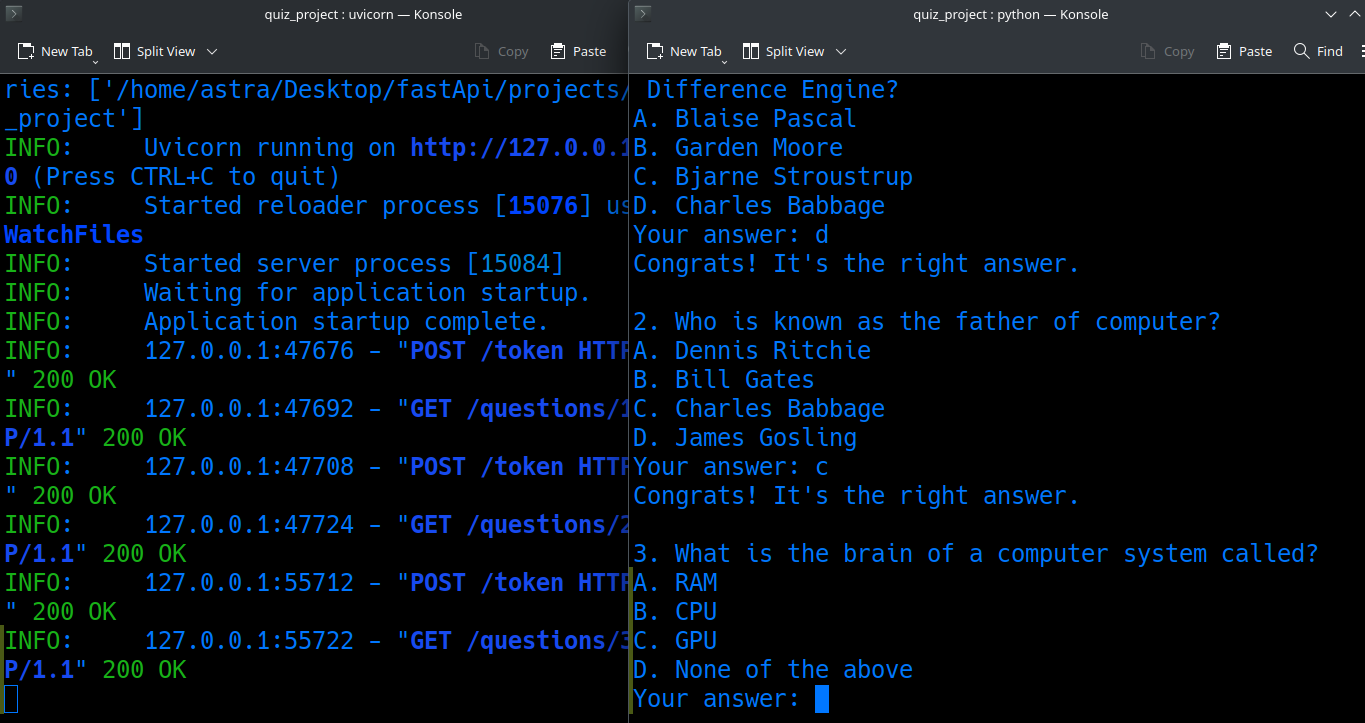 quiz_project : uvicorn — Konsole
New Tab Split View Copy Paste
ries: ['/home/astra/Desktop/fastApi/projects/
_project']
INFO: Uvicorn running on http://127.0.0.1
0 (Press CTRL+C to quit)
INFO: Started reloader process [15076] us
WatchFiles
INFO: Started server process [15084]
INFO: Waiting for application startup.
INFO: Application startup complete.
INFO: 127.0.0.1:47676 - "POST /token HTTP
" 200 OK
INFO: 127.0.0.1:47692 - "GET /questions/1
P/1.1" 200 OK
INFO: 127.0.0.1:47708 - "POST /token HTTP
" 200 OK
INFO: 127.0.0.1:47724 - "GET /questions/2
P/1.1" 200 OK
INFO: 127.0.0.1:55712 - "POST /token HTTP
" 200 OK
INFO: 127.0.0.1:55722 - "GET /questions/3
P/1.1" 200 OK
quiz_project : python — Konsole
New Tab Split View Copy Paste Find
Difference Engine?
A. Blaise Pascal
B. Garden Moore
C. Bjarne Stroustrup
D. Charles Babbage
Your answer: d
Congrats! It's the right answer.
2. Who is known as the father of computer?
A. Dennis Ritchie
B. Bill Gates
C. Charles Babbage
D. James Gosling
Your answer: c
Congrats! It's the right answer.
3. What is the brain of a computer system called?
A. RAM
B. CPU
C. GPU
D. None of the above
Your answer: